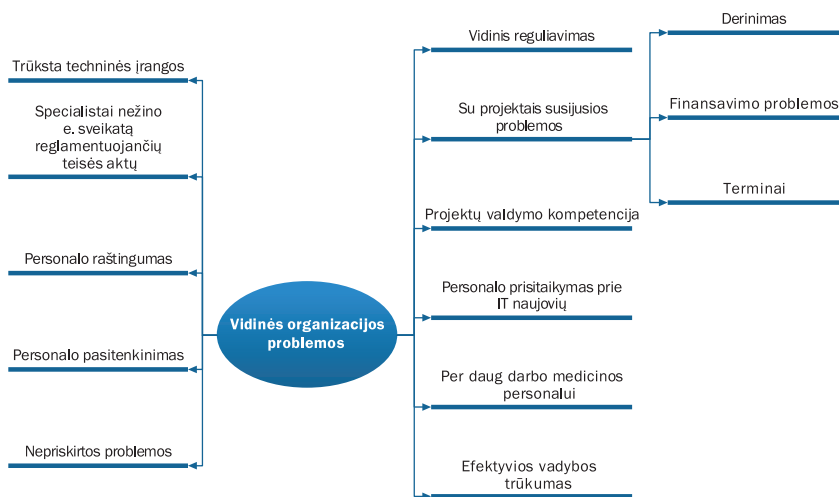 Trūksta techninės įrangos
Specialistai nežino
e. sveikatą
reglamentuojančių
teisės aktų
Personalo raštingumas
Personalo pasitenkinimas
Nepriskirtos problemos
Vidinės organizacijos
problemos
Vidinis reguliavimas
Su projektais susijusios
problemos
Projektų valdymo kompetencija
Personalo prisitaikymas prie
IT naujovių
Per daug darbo medicinos
personalui
Efektyvios vadybos
trūkumas
Derinimas
Finansavimo problemos
Terminai